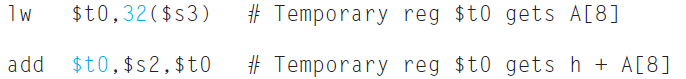 lw $t0,32($s3) # Temporary reg $t0 gets A[8]
add $t0,$s2,$t0 # Temporary reg $t0 gets h + A[8]